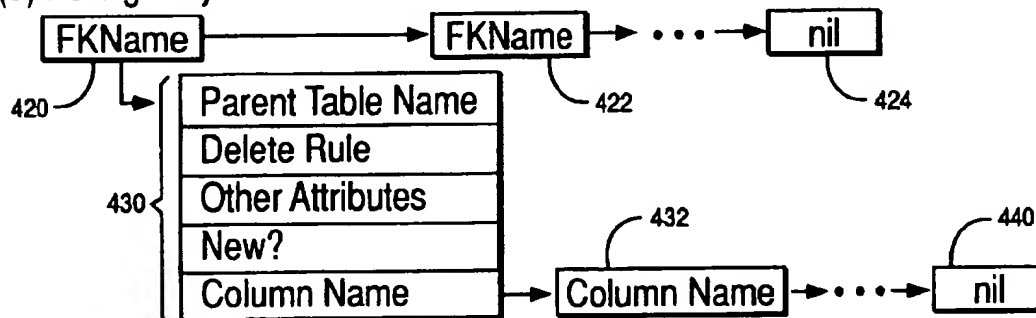 FKName FKName • • • nil
420 422 424
Parent Table Name
Delete Rule
Other Attributes
430
New?
432 440
Column Name Column Name • • • nil